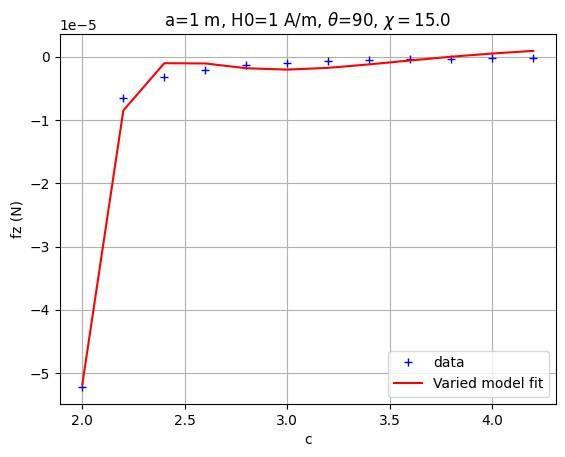 a=1 m, H0=1 A/m, θ=90, χ = 15.0
1e−5
0
−1
−2
−3
−4
−5
fz (N)
2.0 2.5 3.0 3.5 4.0
c
data
Varied model fit